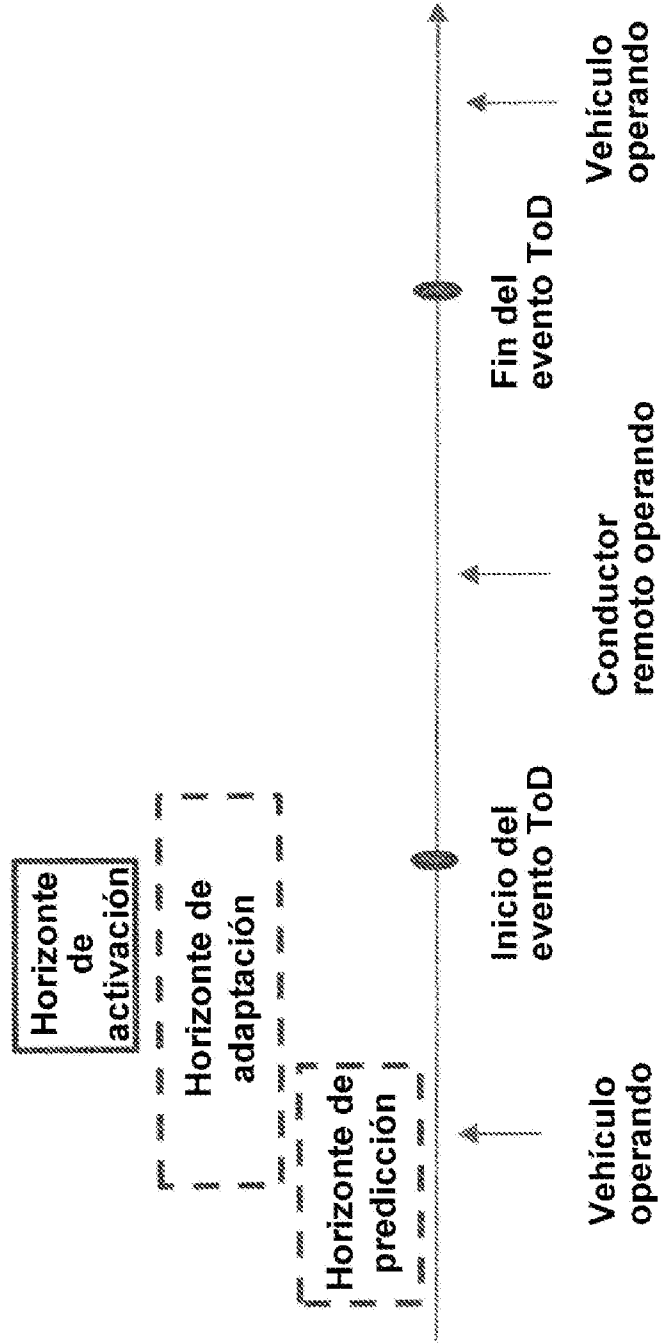 Horizonte
de
activación
Horizonte de
adaptación
Horizonte de
predicción
Vehículo
operando
Inicio del
evento ToD
Conductor
remoto operando
Fin del
evento ToD
Vehículo
operando